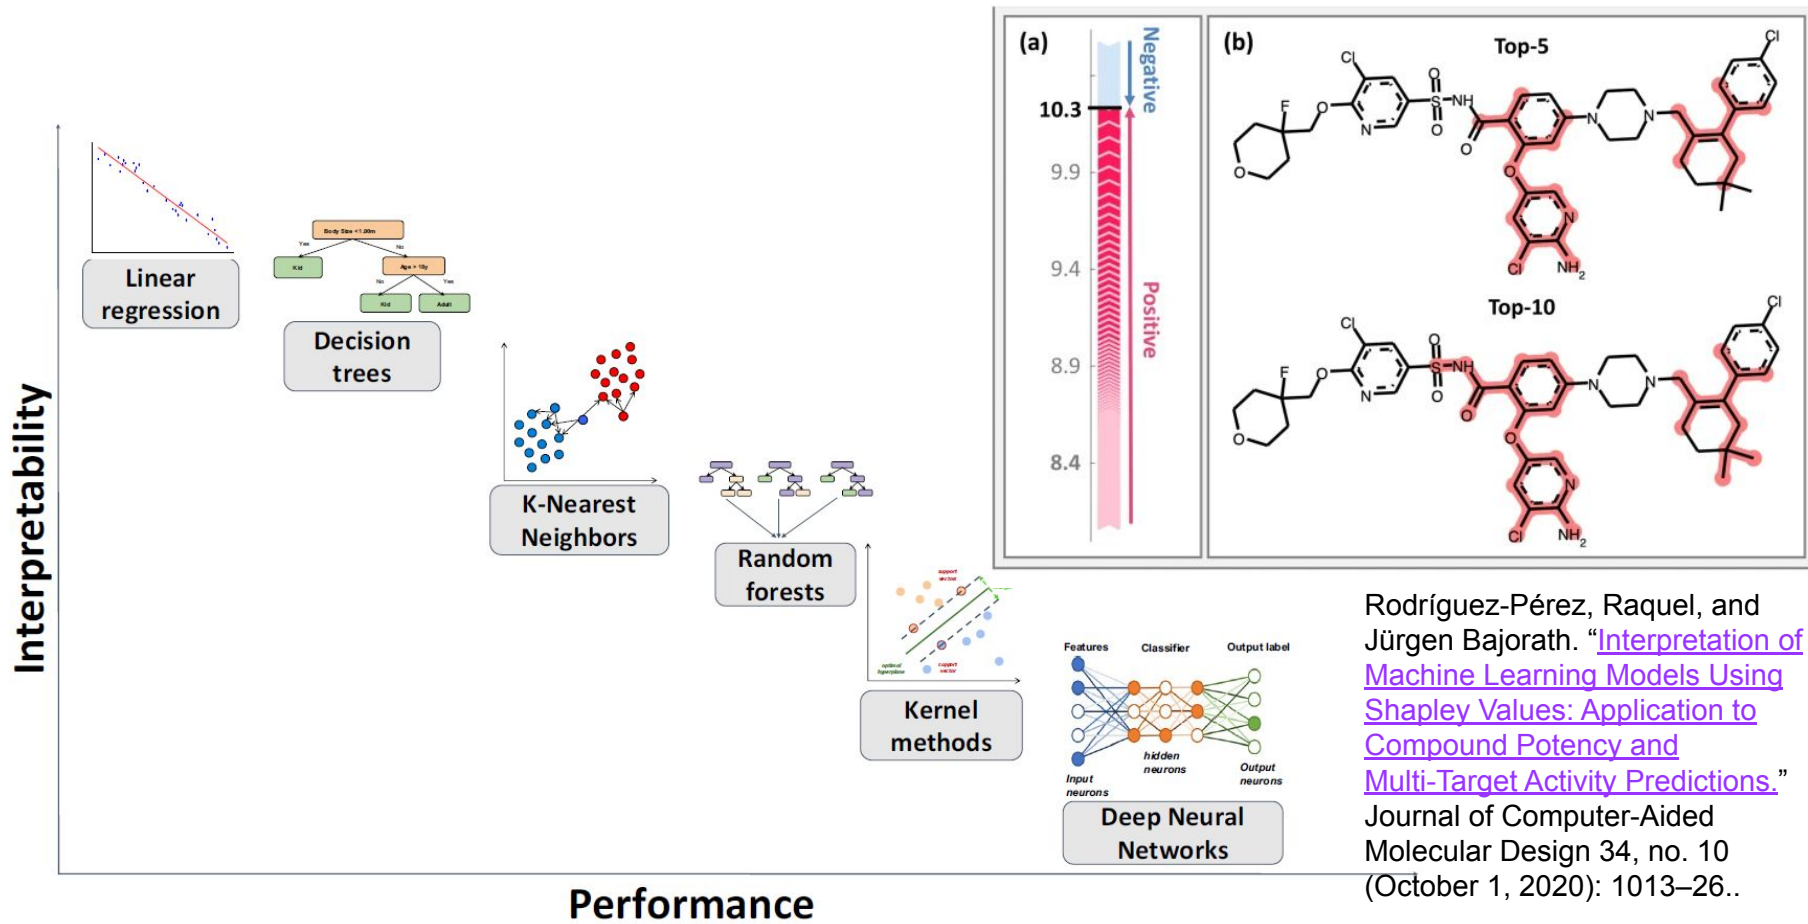 Interpretability
Performance
Linear
regression
Body Size <1.00m
Yes
No
Kid
Age > 18y
No
Yes
Kid
Adult
Decision
trees
K-Nearest
Neighbors
Random
forests
support
vector
optimal
hyperplane
support
vector
Kernel
methods
Features
Classifier
Output label
Input
neurons
hidden
neurons
Output
neurons
Deep Neural
Networks
(a)
Negative
10.3
9.9
9.4
Positive
8.9
8.4
(b)
Top-5
Cl
Cl
F
O
O
N
O
S
NH
O
O
N
N
O
N
Cl
NH2
Top-10
Cl
Cl
F
O
O
N
O
S
NH
O
O
N
N
O
N
Cl
NH2
Rodríguez-Pérez, Raquel, and
Jürgen Bajorath. “Interpretation of
Machine Learning Models Using
Shapley Values: Application to
Compound Potency and
Multi-Target Activity Predictions.”
Journal of Computer-Aided
Molecular Design 34, no. 10
(October 1, 2020): 1013–26..